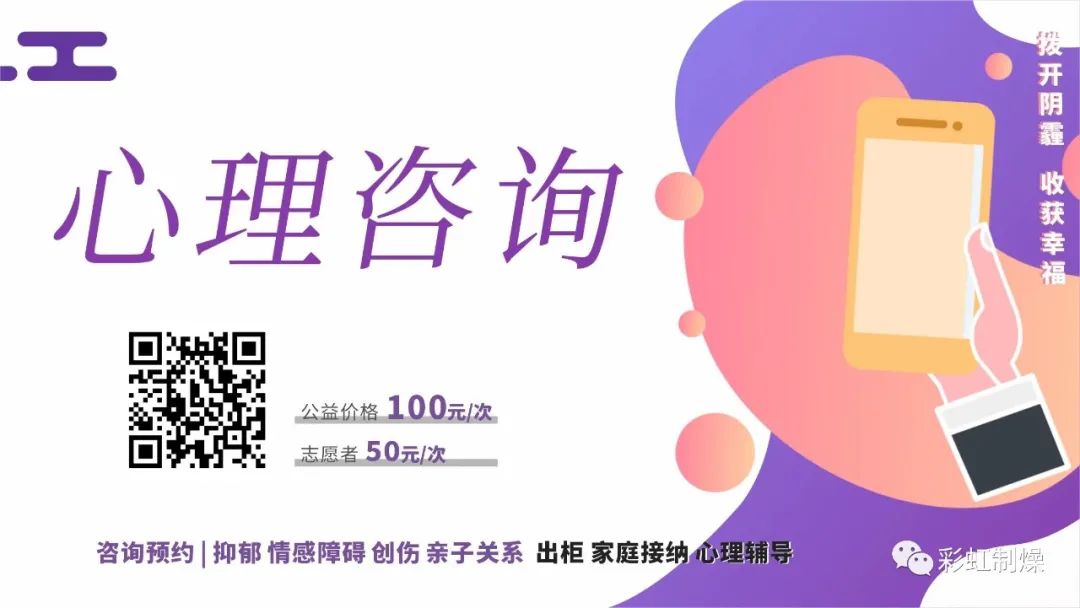 心理咨询
拨开阴霾 收获幸福
公益价格 100元/次
志愿者 50元/次
咨询预约|抑郁 情感障碍 创伤 亲子关系 出柜 家庭接纳 心理辅导
彩虹制燥